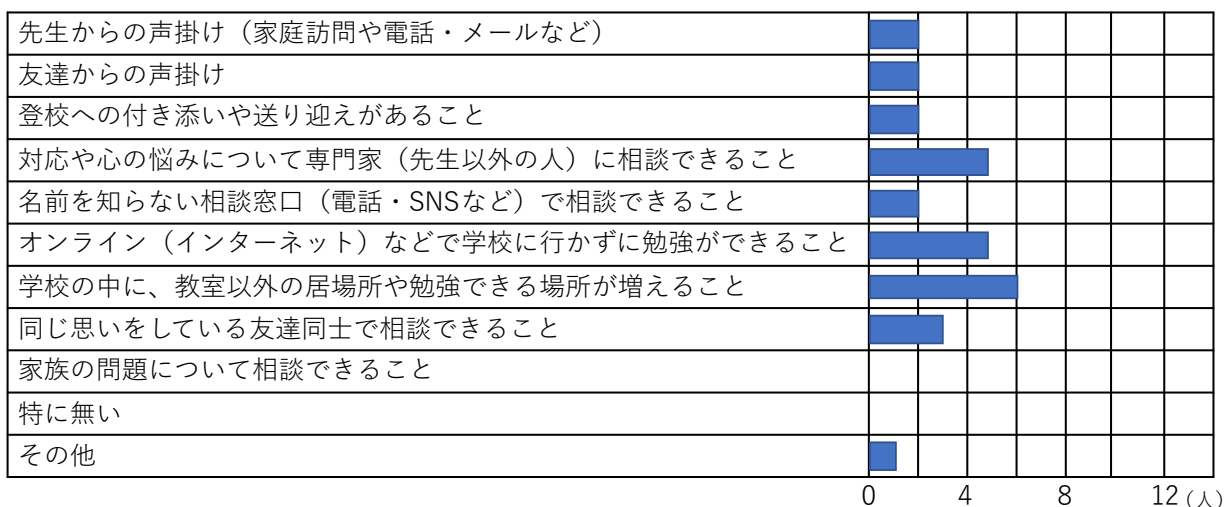 先生からの声掛け（家庭訪問や電話・メールなど）
友達からの声掛け
登校への付き添いや送り迎えがあること
対応や心の悩みについて専門家（先生以外の人）に相談できること
名前を知らない相談窓口（電話・SNSなど）で相談できること
オンライン（インターネット）などで学校に行かずに勉強ができること
学校の中に、教室以外の居場所や勉強できる場所が増えること
同じ思いをしている友達同士で相談できること
家族の問題について相談できること
特に無い
その他
0 4 8 12（人）